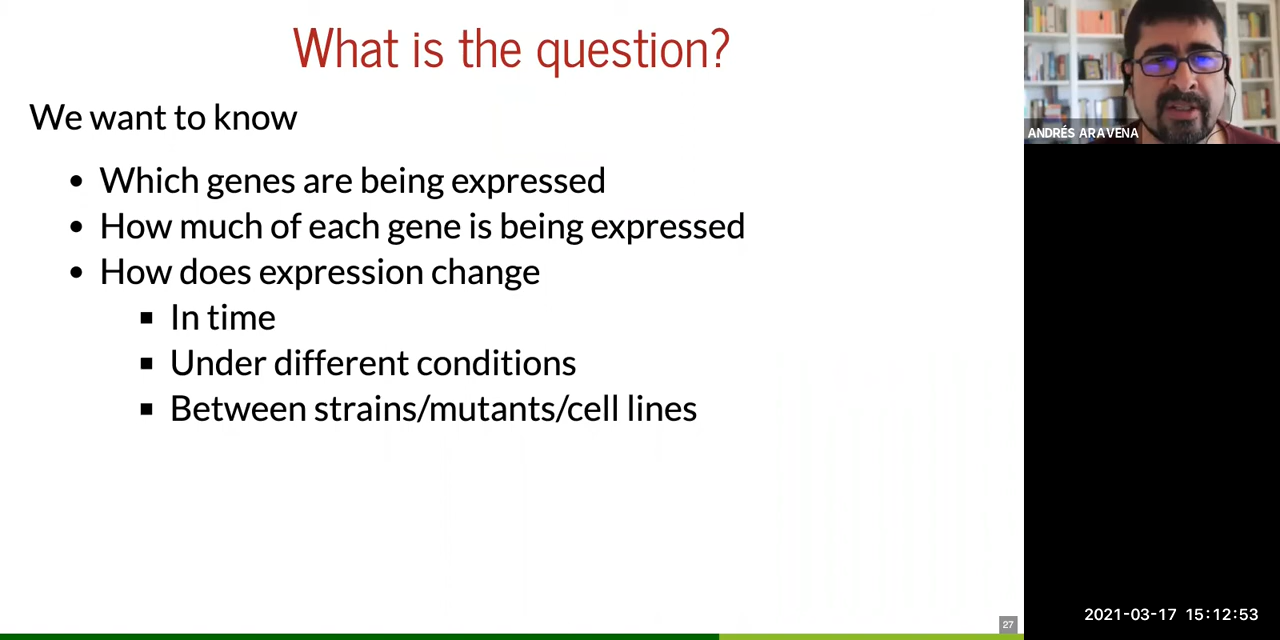 What is the question?
We want to know
• Which genes are being expressed
• How much of each gene is being expressed
• How does expression change
▪ In time
▪ Under different conditions
▪ Between strains/mutants/cell lines
ANDRÉS ARAVENA
27
2021-03-17 15:12:53